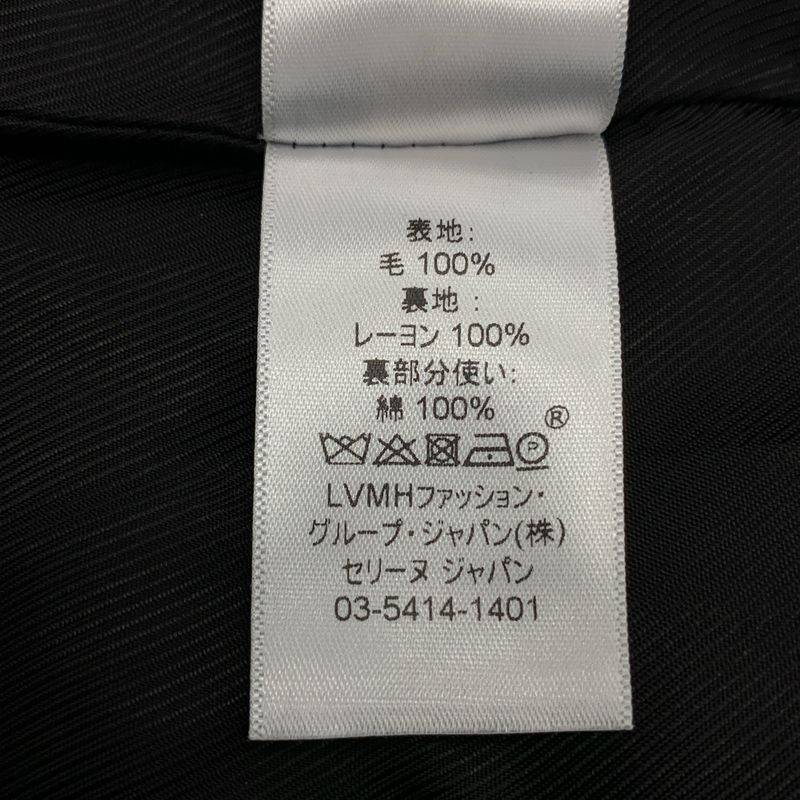 表地:
毛 100%
裏地 :
レーヨン 100%
裏部分使い:
綿 100%
®
P
LVMHファッション・
グループ・ジャパン(株)
セリーヌ ジャパン
03-5414-1401